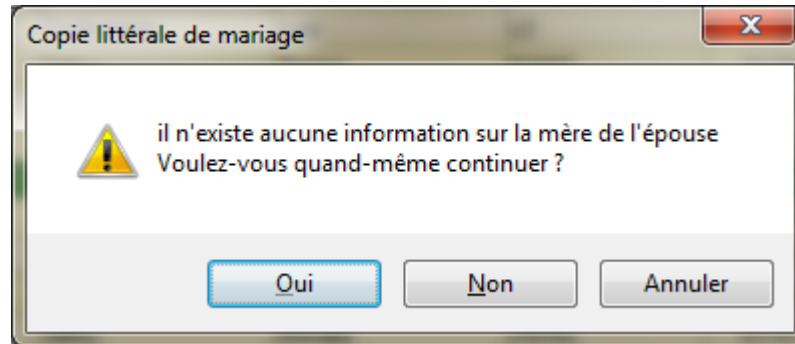 Copie littérale de mariage
il n'existe aucune information sur la mère de l'épouse
Voulez-vous quand-même continuer ?
Oui
Non
Annuler